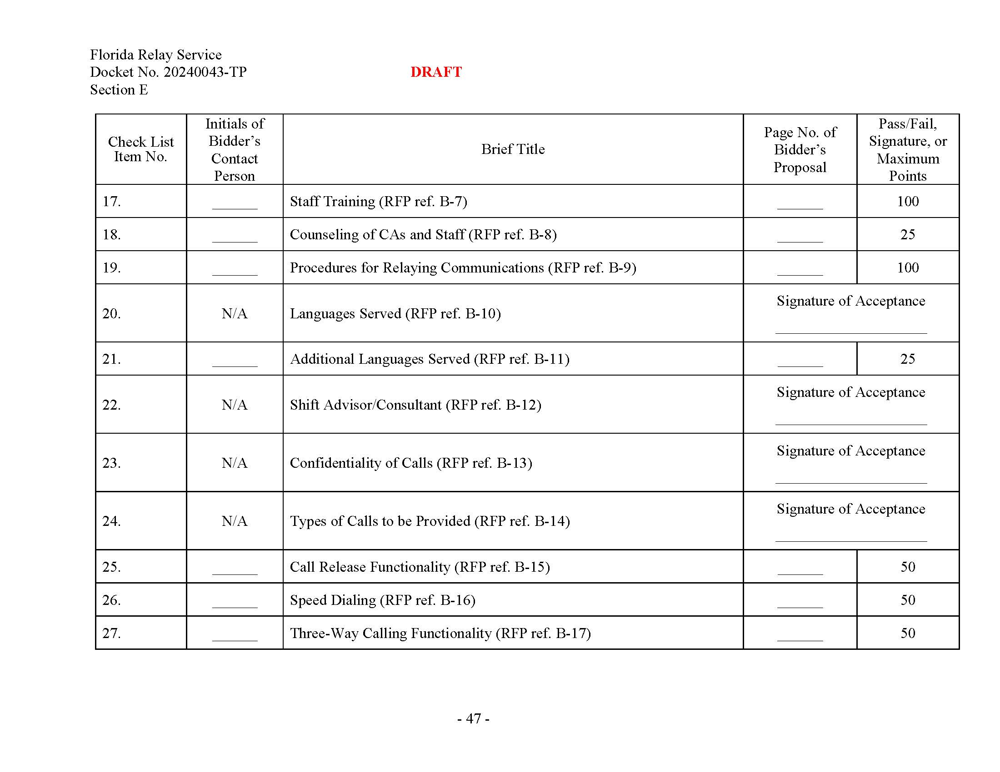 Florida Relay Service
Docket No. 20240043-TP DRAFT
Section E
Check List
Item No.
Initials of
Bidder's
Contact
Person
Brief Title
Page No. of
Bidder's
Proposal
Pass/Fail,
Signature, or
Maximum
Points
17. ______ Staff Training (RFP ref. B-7) ______ 100
18. ______ Counseling of CAs and Staff (RFP ref. B-8) ______ 25
19. ______ Procedures for Relaying Communications (RFP ref. B-9) ______ 100
20. N/A Languages Served (RFP ref. B-10) Signature of Acceptance
____________________
21. ______ Additional Languages Served (RFP ref. B-11) ______ 25
22. N/A Shift Advisor/Consultant (RFP ref. B-12) Signature of Acceptance
____________________
23. N/A Confidentiality of Calls (RFP ref. B-13) Signature of Acceptance
____________________
24. N/A Types of Calls to be Provided (RFP ref. B-14) Signature of Acceptance
____________________
25. ______ Call Release Functionality (RFP ref. B-15) ______ 50
26. ______ Speed Dialing (RFP ref. B-16) ______ 50
27. ______ Three-Way Calling Functionality (RFP ref. B-17) ______ 50
- 47 -